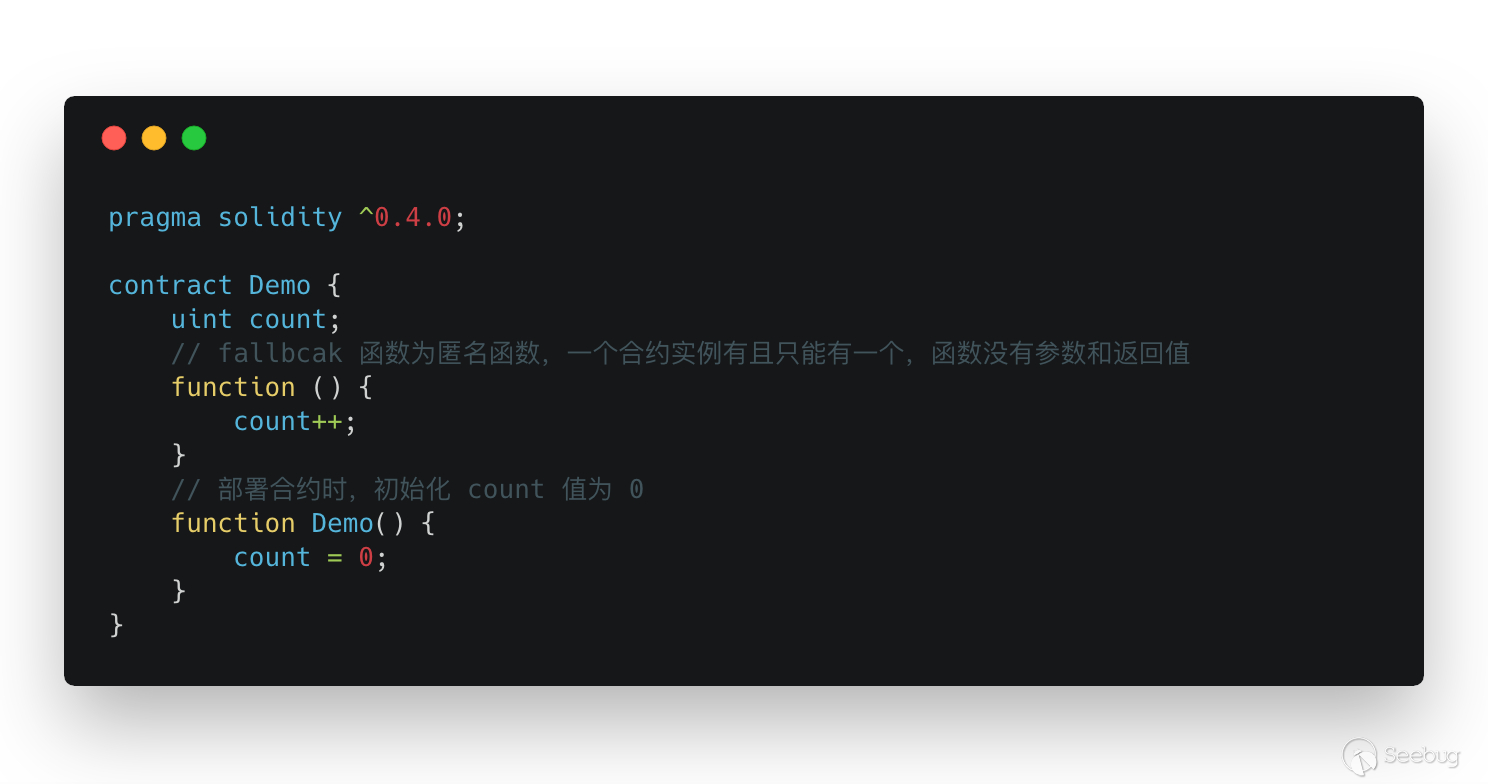 pragma solidity ^0.4.0;
contract Demo {
    uint count;
    // fallbcak 函数为匿名函数，一个合约实例有且只能有一个，函数没有参数和返回值
    function () {
        count++;
    }
    // 部署合约时，初始化 count 值为 0
    function Demo() {
        count = 0;
    }
}
Seebug